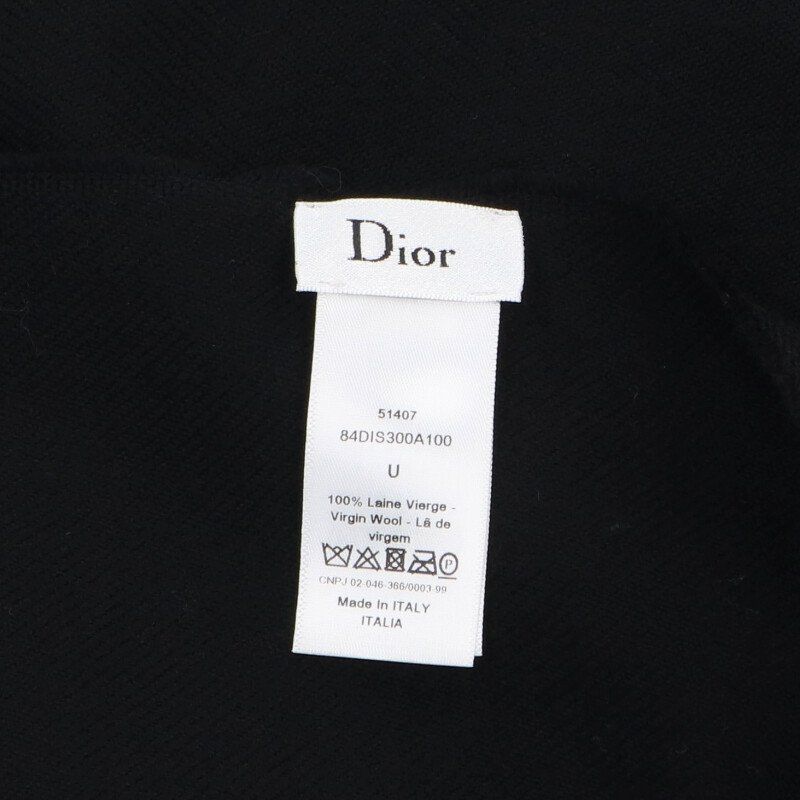 Dior
51407
84DIS300A100
U
100% Laine Vierge -
Virgin Wool - Lã de
virgem
P
CNPJ 02-046-366/0003-99
Made In ITALY
ITALIA